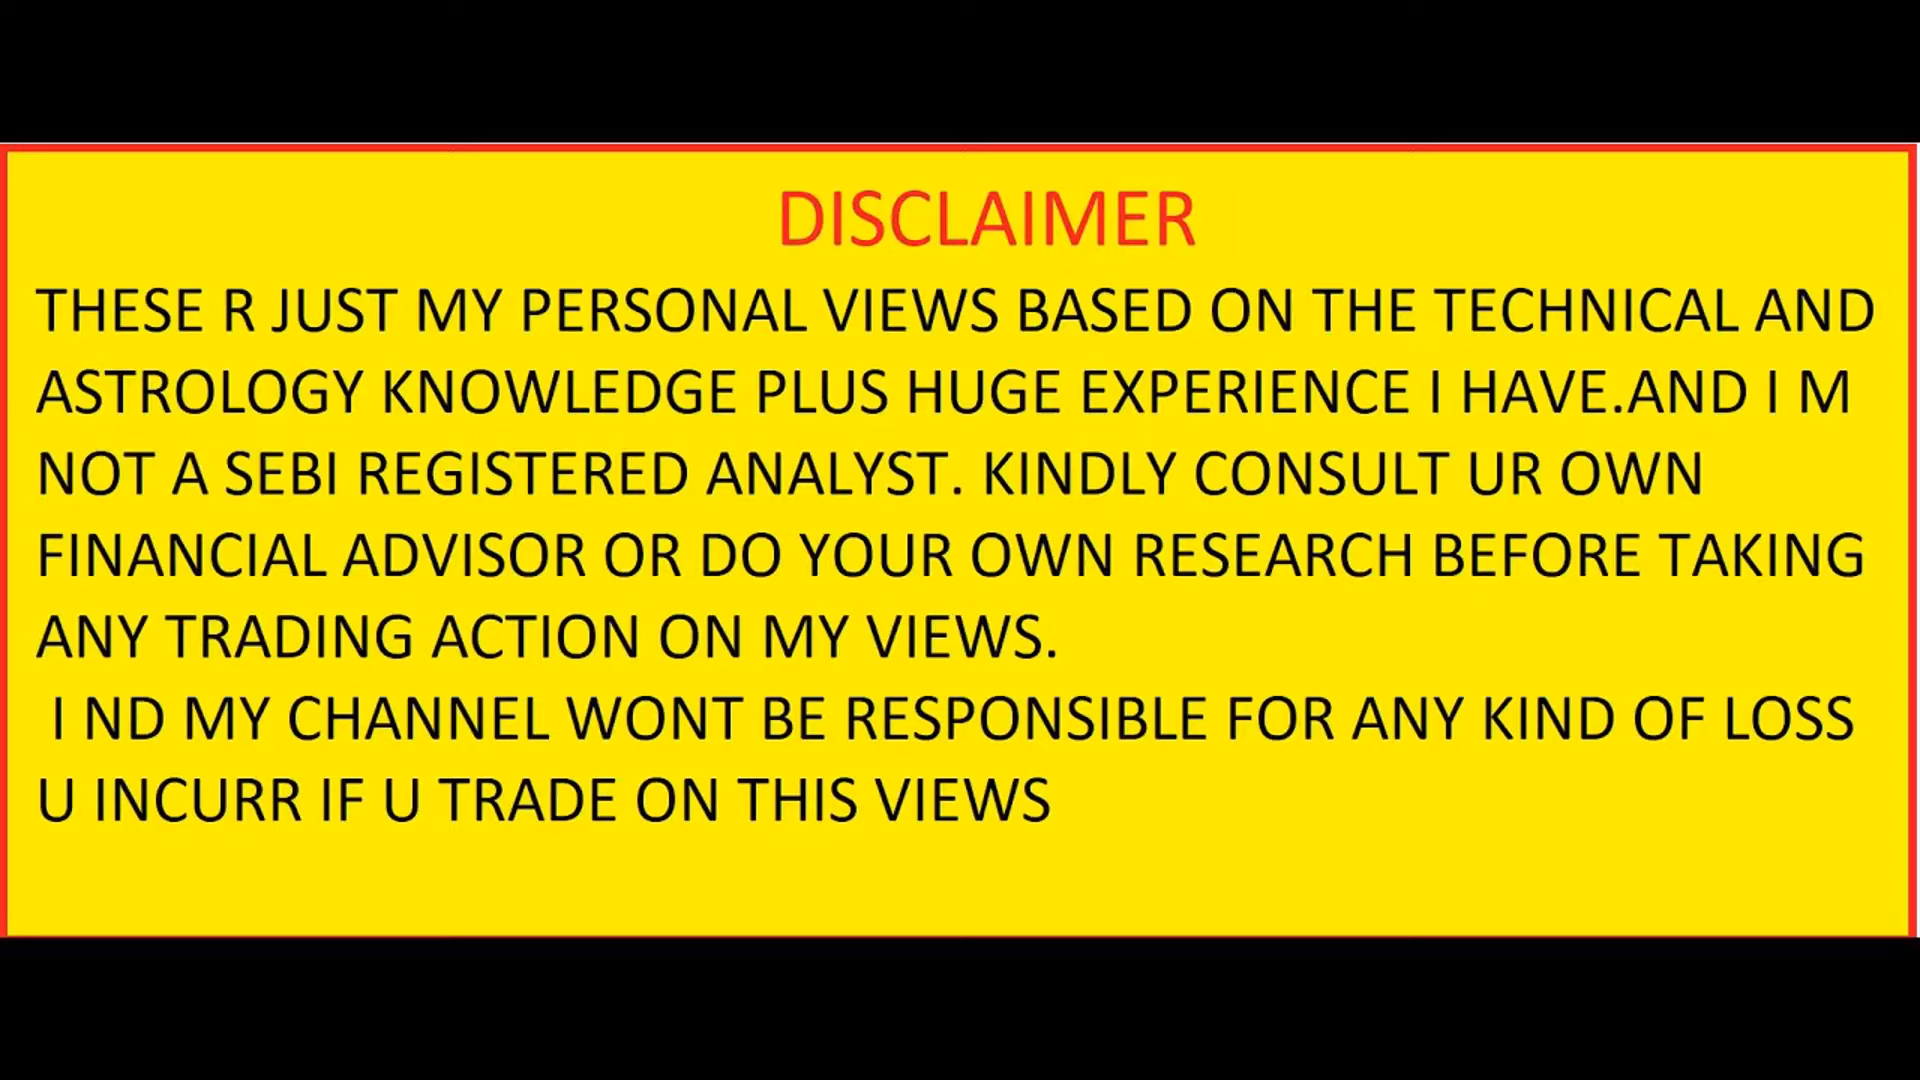 DISCLAIMER
THESE R JUST MY PERSONAL VIEWS BASED ON THE TECHNICAL AND
ASTROLOGY KNOWLEDGE PLUS HUGE EXPERIENCE I HAVE.AND I M
NOT A SEBI REGISTERED ANALYST. KINDLY CONSULT UR OWN
FINANCIAL ADVISOR OR DO YOUR OWN RESEARCH BEFORE TAKING
ANY TRADING ACTION ON MY VIEWS.
I ND MY CHANNEL WONT BE RESPONSIBLE FOR ANY KIND OF LOSS
U INCURR IF U TRADE ON THIS VIEWS